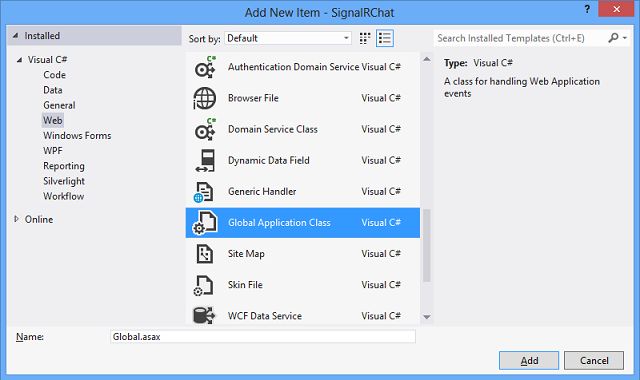 Add New Item - SignalRChat
?
Installed
Sort by: Default
Search Installed Templates (Ctrl+E)
Visual C#
Code
Data
General
Web
Windows Forms
WPF
Reporting
Silverlight
Workflow
Online
C# Authentication Domain Service Visual C#
Browser File Visual C#
C# Domain Service Class Visual C#
Dynamic Data Field Visual C#
Generic Handler Visual C#
Global Application Class Visual C#
Site Map Visual C#
Skin File Visual C#
WCF Data Service Visual C#
Type: Visual C#
A class for handling Web Application
events
Name: Global.asax
Add Cancel